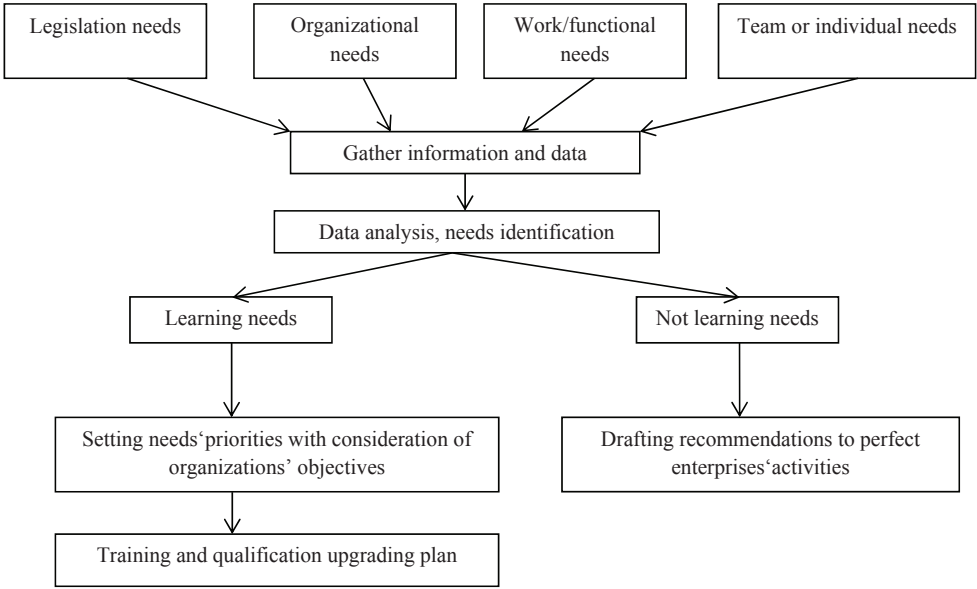 Legislation needs
Organizational
needs
Work/functional
needs
Team or individual needs
Gather information and data
Data analysis, needs identification
Learning needs
Not learning needs
Setting needs‘priorities with consideration of
organizations’ objectives
Drafting recommendations to perfect
enterprises‘activities
Training and qualification upgrading plan